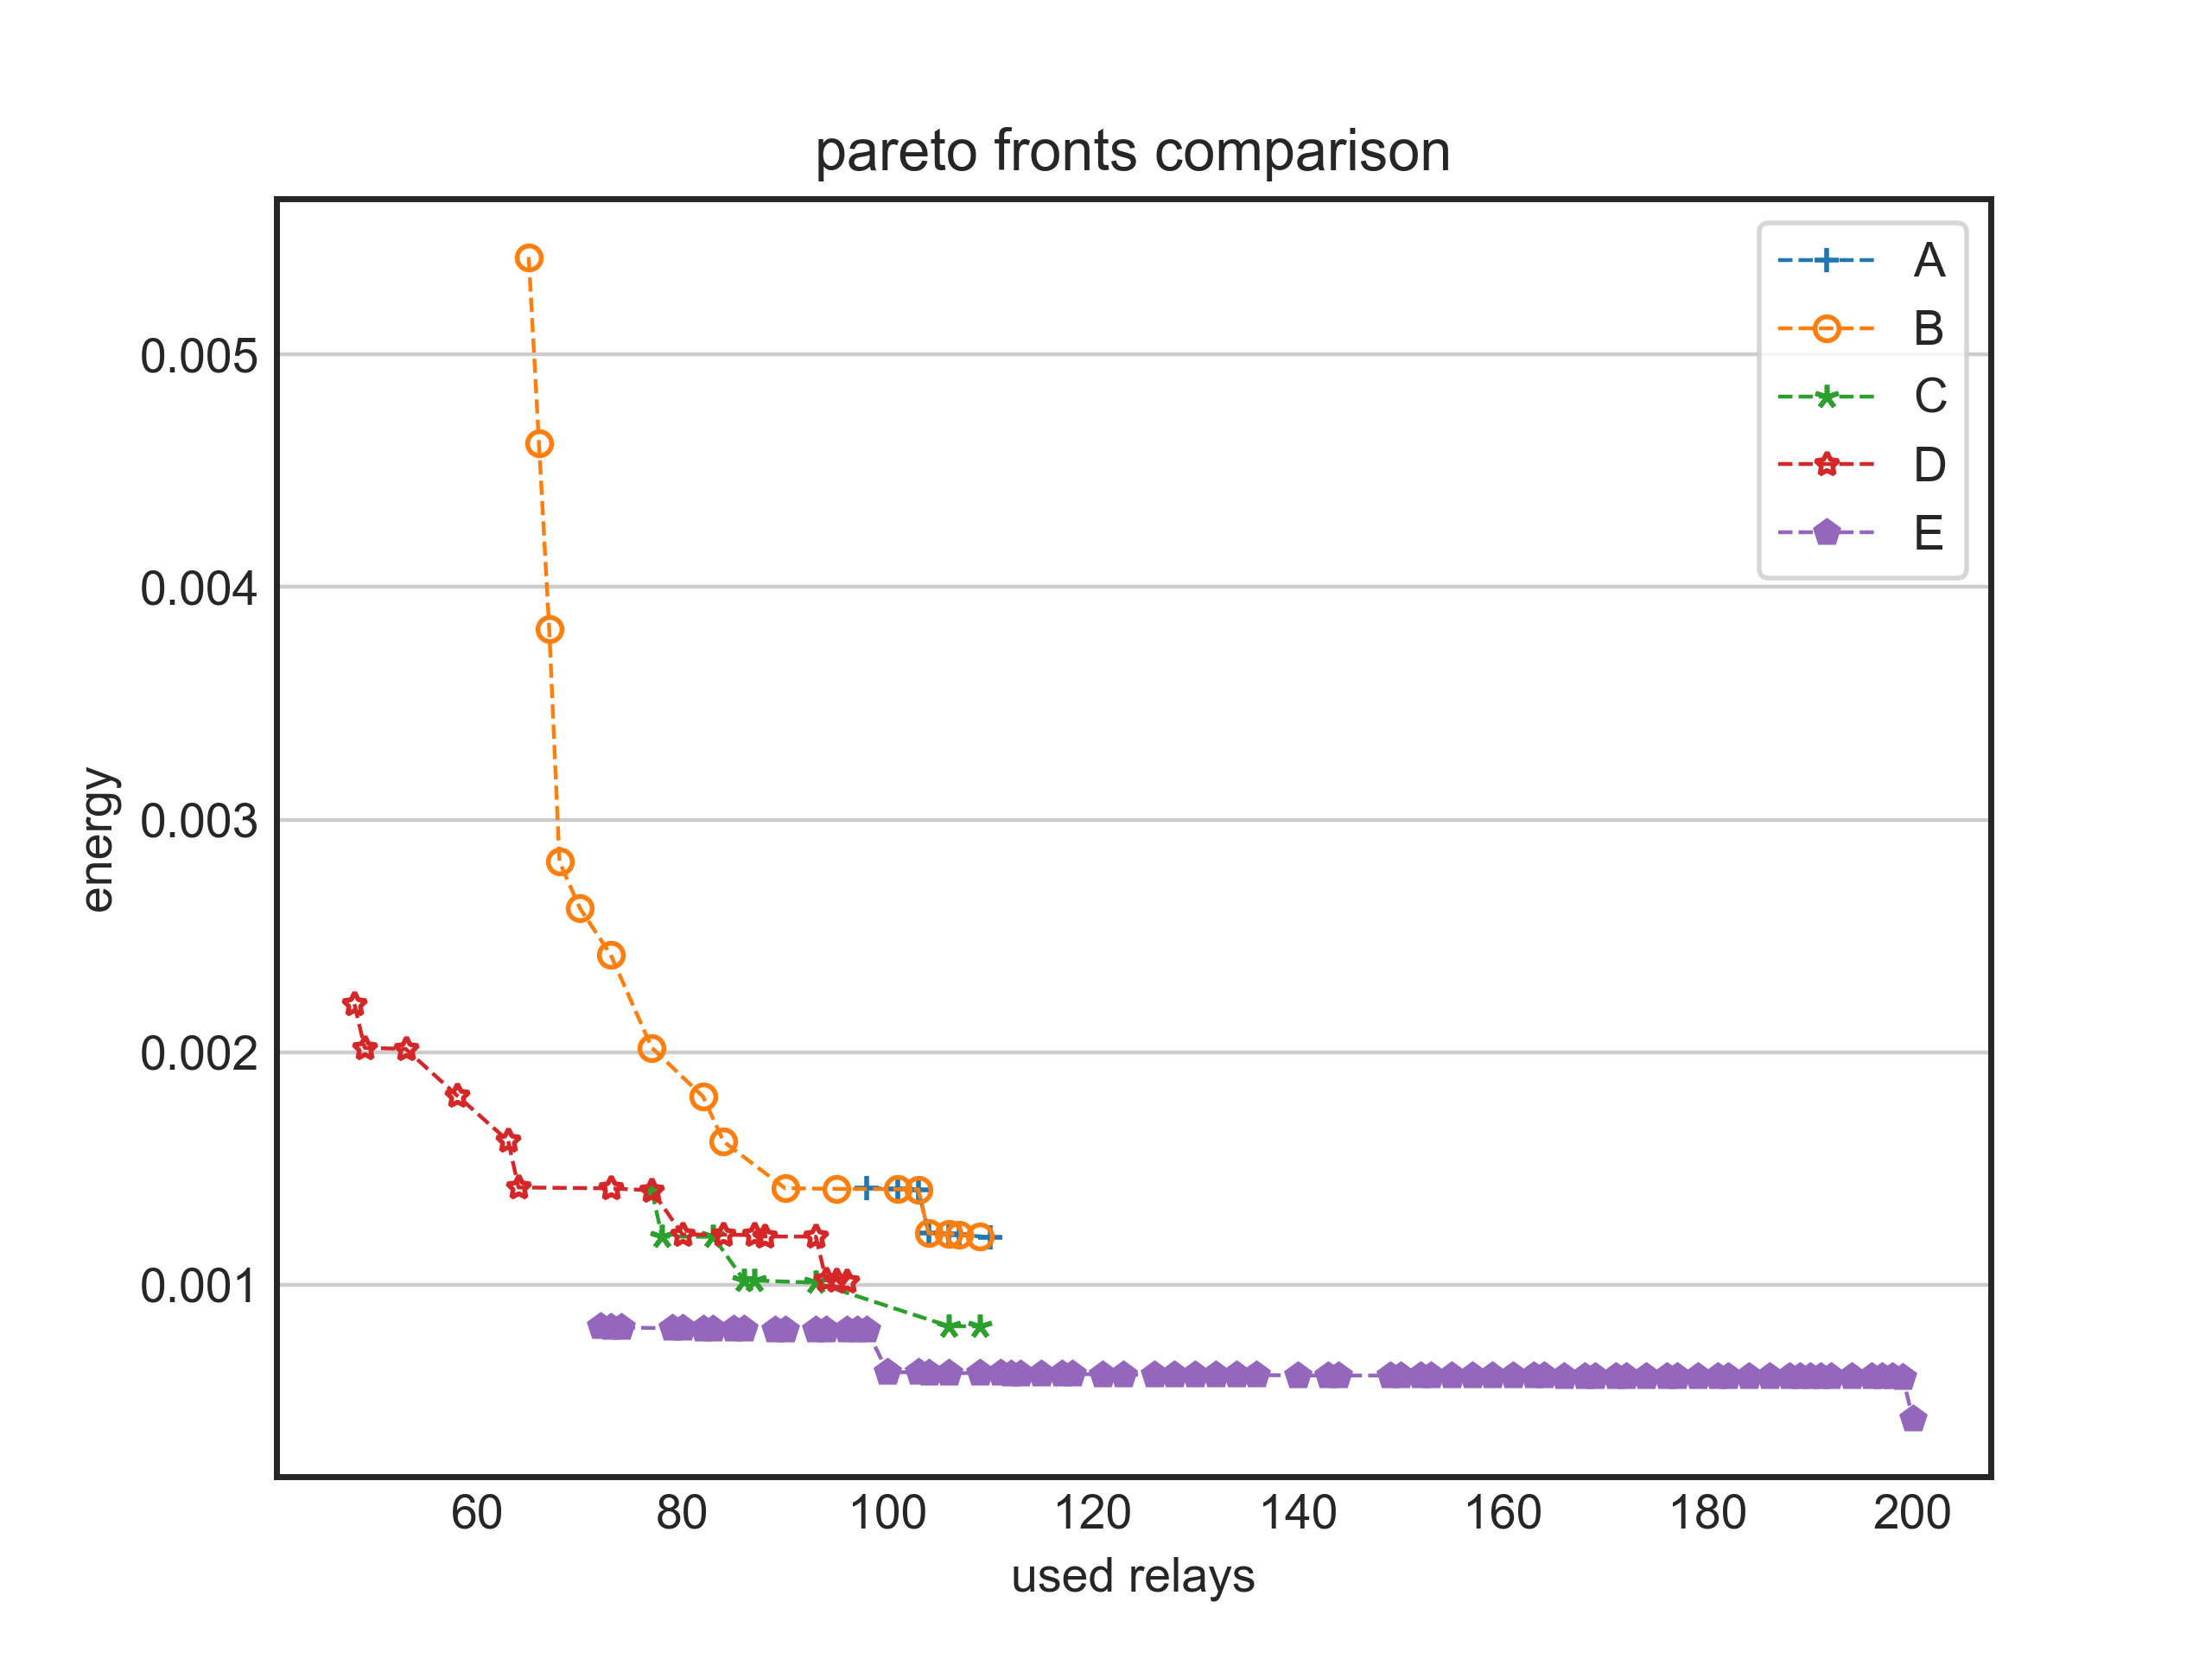 pareto fronts comparison
A
B
C
D
E
0.005
0.004
0.003
0.002
0.001
energy
60 80 100 120 140 160 180 200
used relays